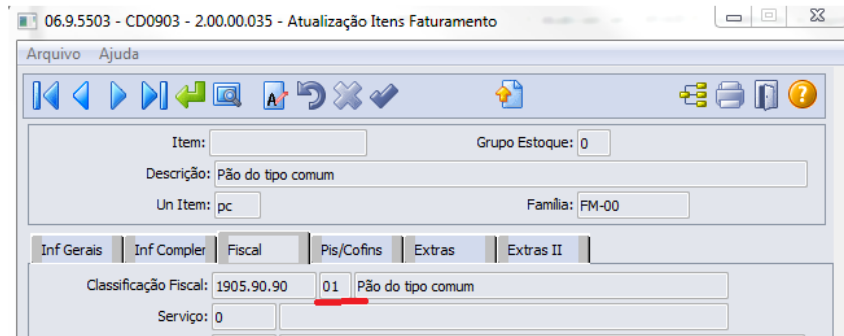 06.9.5503 - CD0903 - 2.00.00.035 - Atualização Itens Faturamento
Arquivo Ajuda
Item: Grupo Estoque: 0
Descrição: Pão do tipo comum
Un Item: pc Família: FM-00
Inf Gerais Inf Compler Fiscal Pis/Cofins Extras Extras II
Classificação Fiscal: 1905.90.90 01 Pão do tipo comum
Serviço: 0